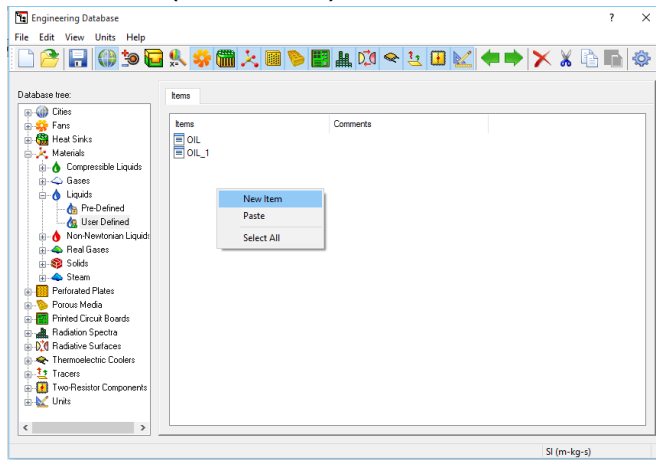 Engineering Database
? X
File Edit View Units Help
Database tree:
Cities
Fans
Heat Sinks
Materials
Compressible Liquids
Gases
Liquids
Pre-Defined
User Defined
Non-Newtonian Liquid:
Real Gases
Solids
Steam
Perforated Plates
Porous Media
Printed Circuit Boards
Radiation Spectra
Radiative Surfaces
Thermoelectric Coolers
Tracers
Two-Resistor Components
Units
Items
Items Comments
OIL
OIL_1
New Item
Paste
Select All
SI (m-kg-s)